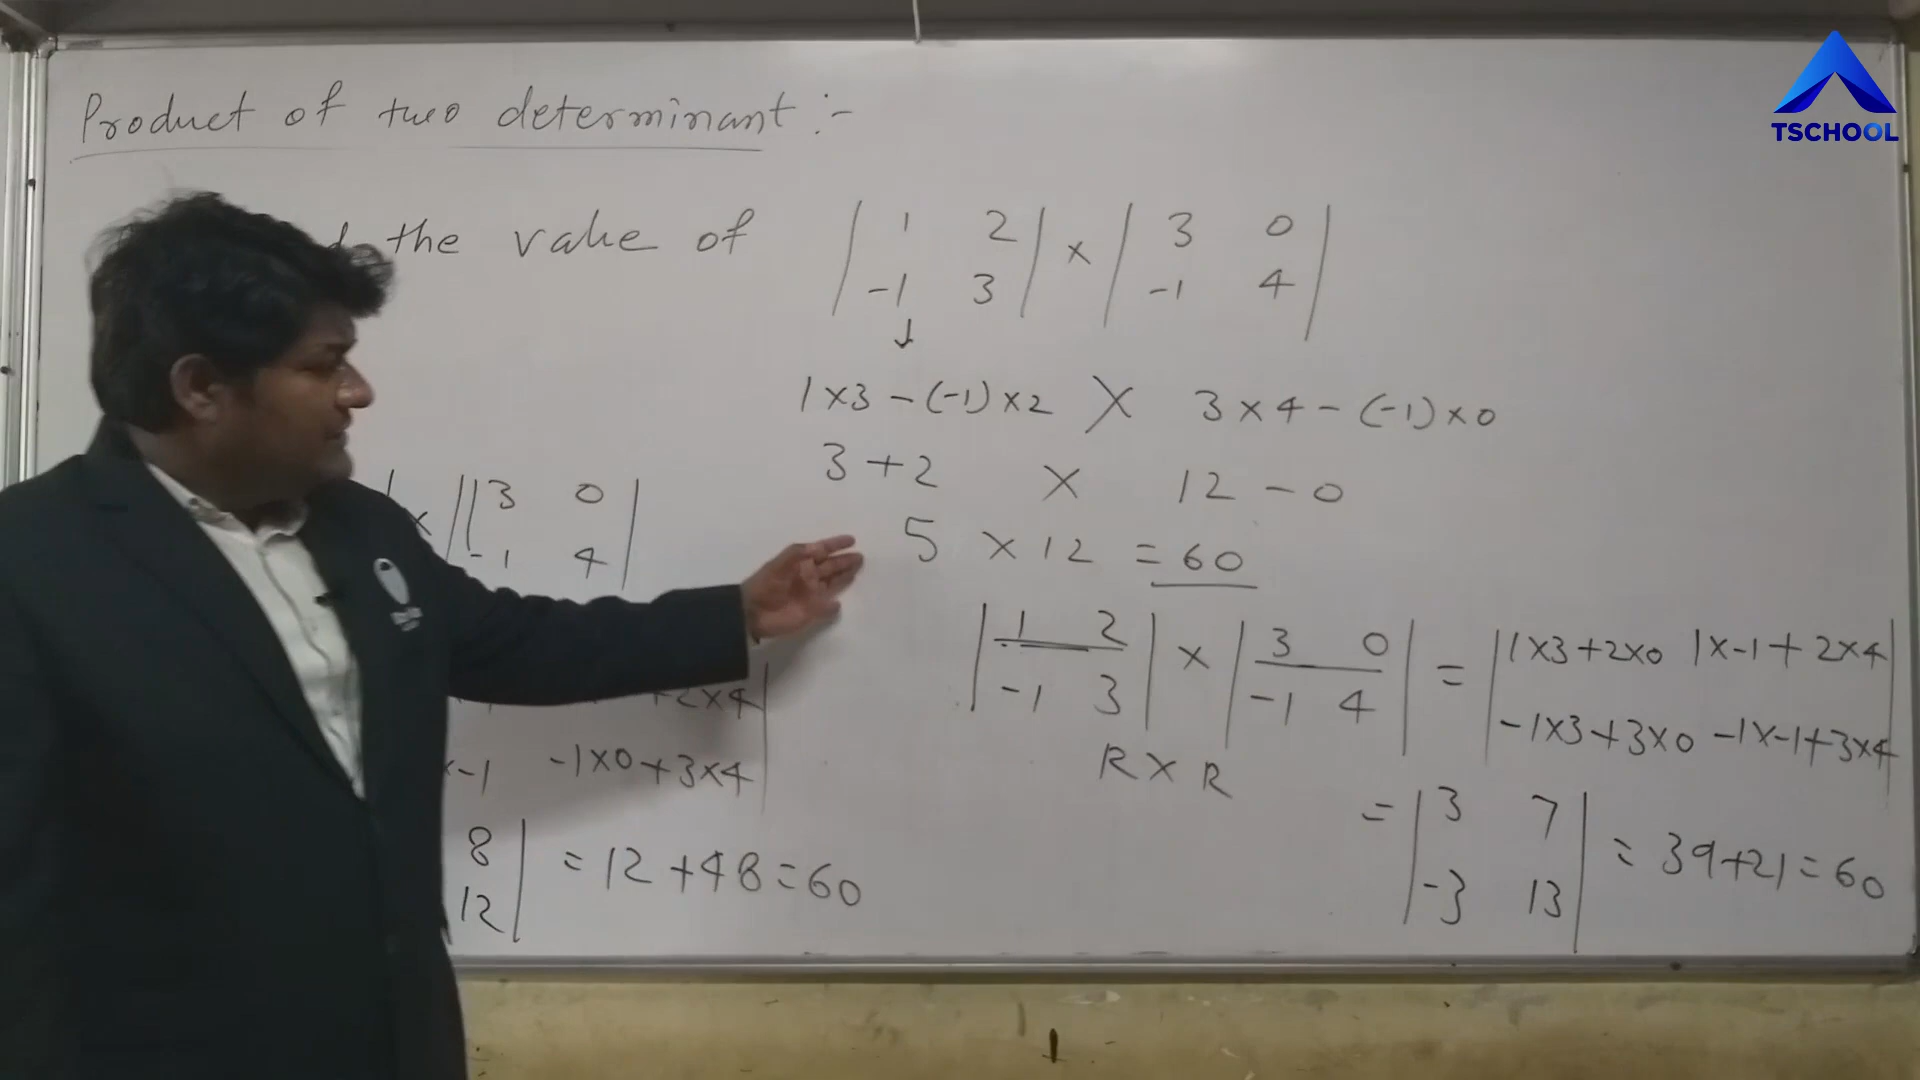 Product of two determinant :-
the value of | 1 2 | × | 3 0 |
| -1 3 | | -1 4 |
1×3-(-1)×2 × 3×4-(-1)×0
3+2 × 12-0
5 ×12 =60
× | 3 0 |
-1 4 |
| 1 2 | × | 3 0 | = | 1×3+2×0 1×-1+2×4 |
| -1 3 | | -1 4 | | -1×3+3×0 -1×-1+3×4 |
R×R
+2×4 |
×-1 -1×0+3×4 |
8 | =12+48=60
12 |
= | 3 7 | = 39+21=60
| -3 13 |
TSCHOOL